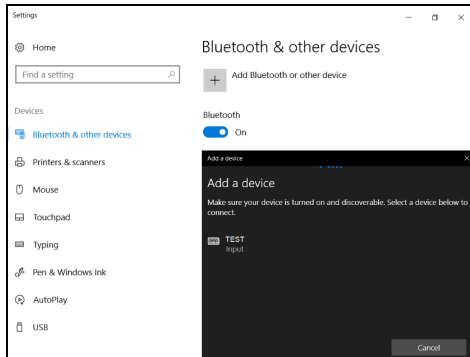 Settings
Home
Find a setting
Devices
Bluetooth & other devices
Printers & scanners
Mouse
Touchpad
Typing
Pen & Windows Ink
AutoPlay
USB
Bluetooth & other devices
Add Bluetooth or other device
Bluetooth
On
Add a device
Add a device
Make sure your device is turned on and discoverable. Select a device below to
connect.
TEST
Input
Cancel